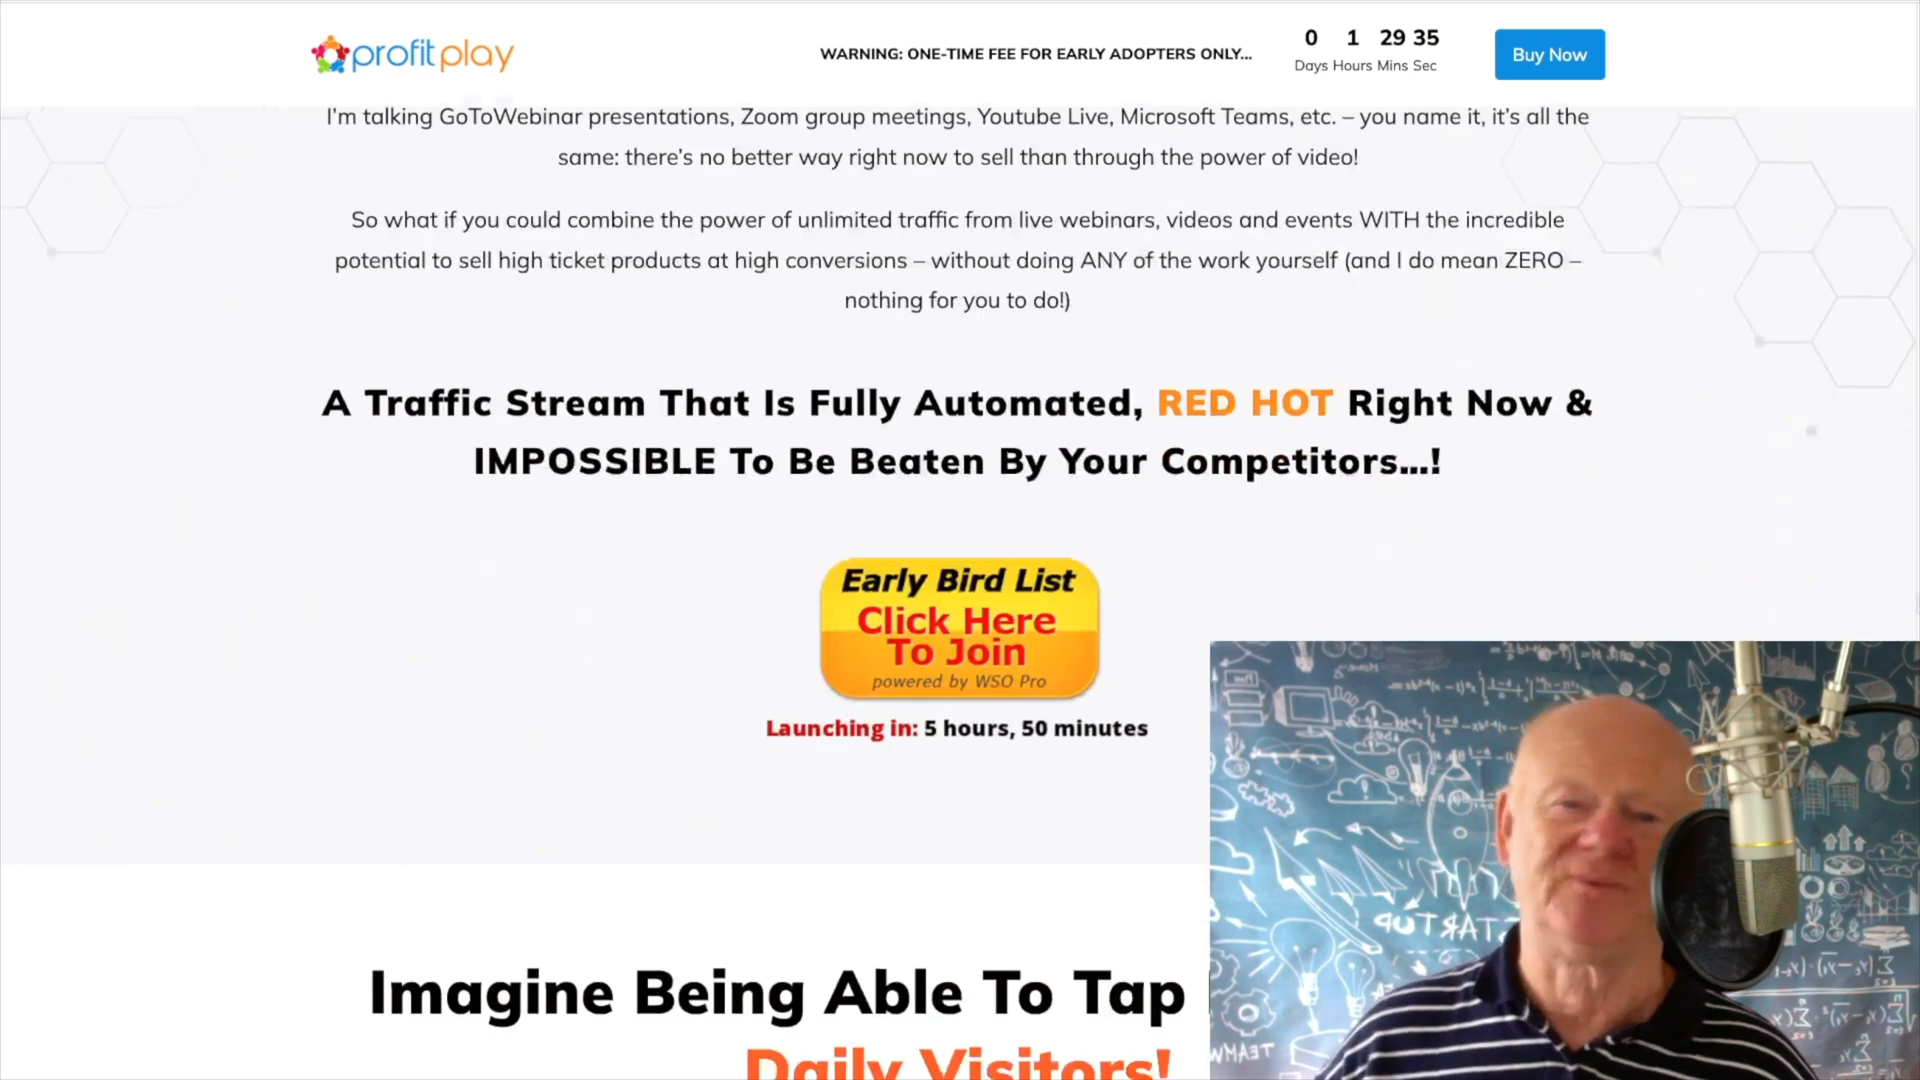 profitplay
WARNING: ONE-TIME FEE FOR EARLY ADOPTERS ONLY...
0 1 29 35
Days Hours Mins Sec
Buy Now
I'm talking GoToWebinar presentations, Zoom group meetings, Youtube Live, Microsoft Teams, etc. – you name it, it's all the
same: there's no better way right now to sell than through the power of video!
So what if you could combine the power of unlimited traffic from live webinars, videos and events WITH the incredible
potential to sell high ticket products at high conversions – without doing ANY of the work yourself (and I do mean ZERO –
nothing for you to do!)
A Traffic Stream That Is Fully Automated, RED HOT Right Now &
IMPOSSIBLE To Be Beaten By Your Competitors...!
Early Bird List
Click Here
To Join
powered by WSO Pro
Launching in: 5 hours, 50 minutes
Imagine Being Able To Tap
Daily Visitors!
STARTUP
TEAMW